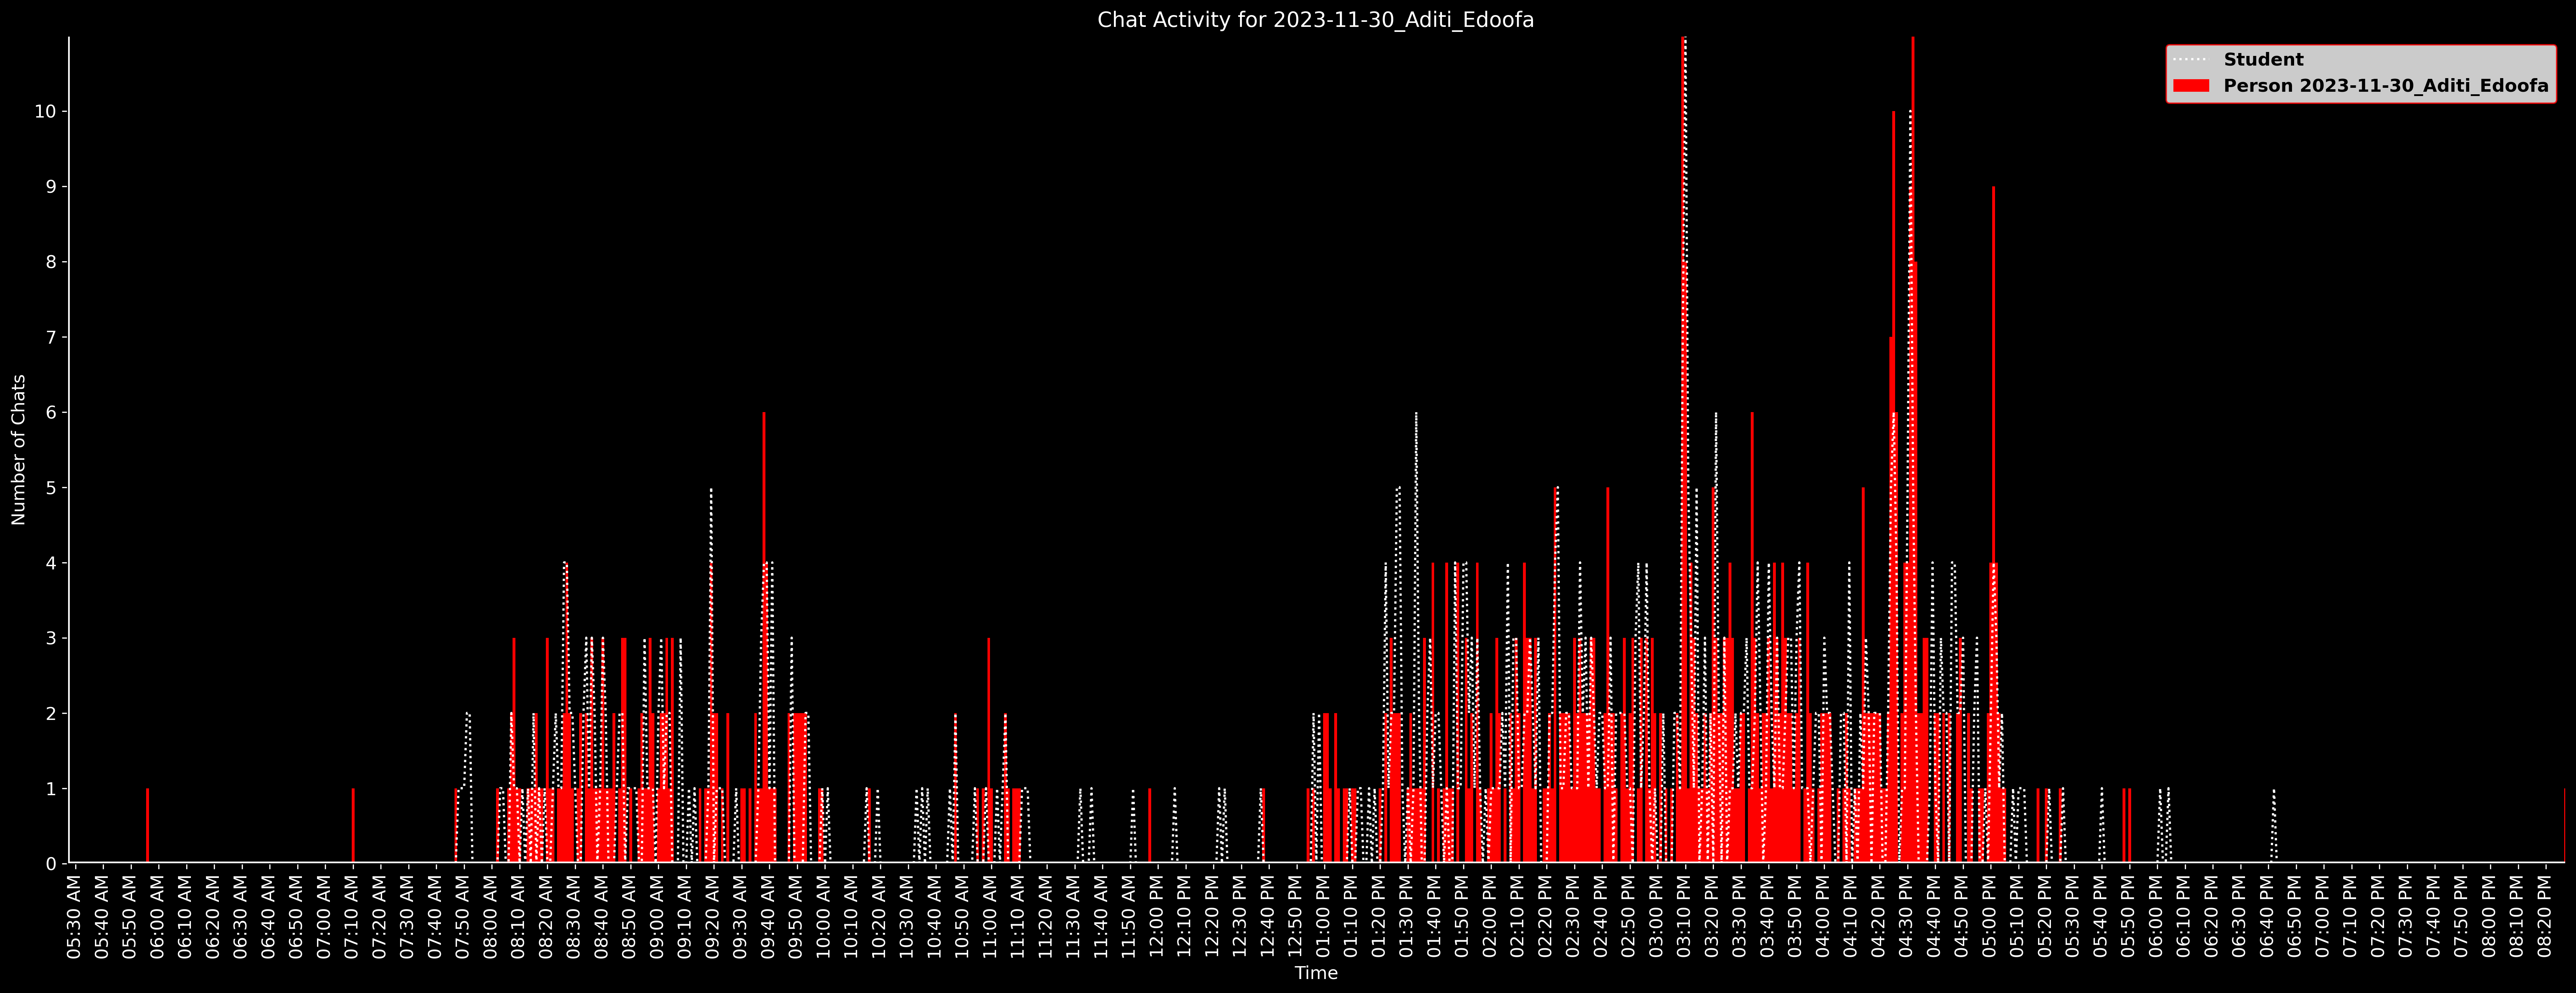 Chat Activity for 2023-11-30_Aditi_Edoofa
Student
Person 2023-11-30_Aditi_Edoofa
Number of Chats
10
9
8
7
6
5
4
3
2
1
0
05:30 AM
05:40 AM
05:50 AM
06:00 AM
06:10 AM
06:20 AM
06:30 AM
06:40 AM
06:50 AM
07:00 AM
07:10 AM
07:20 AM
07:30 AM
07:40 AM
07:50 AM
08:00 AM
08:10 AM
08:20 AM
08:30 AM
08:40 AM
08:50 AM
09:00 AM
09:10 AM
09:20 AM
09:30 AM
09:40 AM
09:50 AM
10:00 AM
10:10 AM
10:20 AM
10:30 AM
10:40 AM
10:50 AM
11:00 AM
11:10 AM
11:20 AM
11:30 AM
11:40 AM
11:50 AM
12:00 PM
12:10 PM
12:20 PM
12:30 PM
12:40 PM
12:50 PM
01:00 PM
01:10 PM
01:20 PM
01:30 PM
01:40 PM
01:50 PM
02:00 PM
02:10 PM
02:20 PM
02:30 PM
02:40 PM
02:50 PM
03:00 PM
03:10 PM
03:20 PM
03:30 PM
03:40 PM
03:50 PM
04:00 PM
04:10 PM
04:20 PM
04:30 PM
04:40 PM
04:50 PM
05:00 PM
05:10 PM
05:20 PM
05:30 PM
05:40 PM
05:50 PM
06:00 PM
06:10 PM
06:20 PM
06:30 PM
06:40 PM
06:50 PM
07:00 PM
07:10 PM
07:20 PM
07:30 PM
07:40 PM
07:50 PM
08:00 PM
08:10 PM
08:20 PM
Time